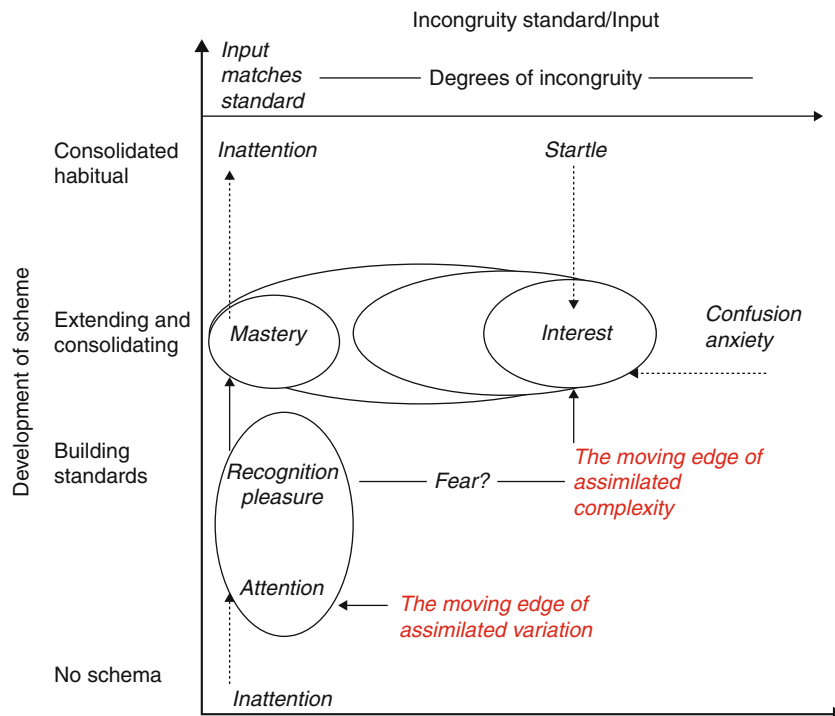 Incongruity standard/Input
Input
matches
standard
Degrees of incongruity
Development of scheme
Consolidated
habitual
Inattention
Startle
Extending and
consolidating
Mastery
Interest
Confusion
anxiety
Building
standards
Recognition
pleasure
Fear?
The moving edge of
assimilated
complexity
Attention
The moving edge of
assimilated variation
No schema
Inattention